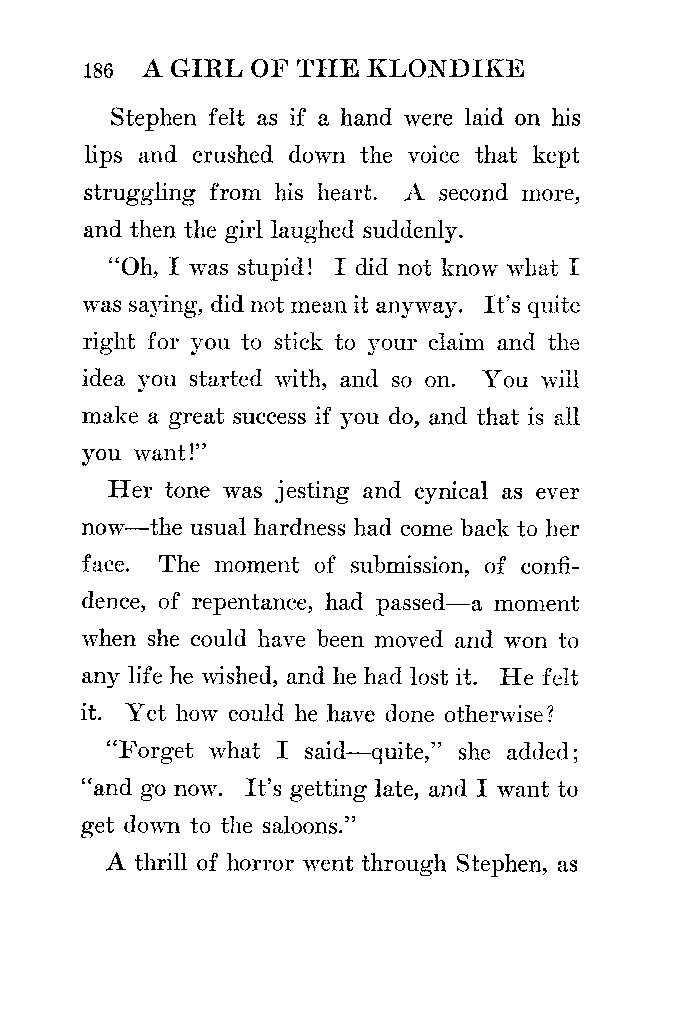 186 A GIRL OF THE KLONDIKE
Stephen felt as if a hand were laid on his
lips and crushed down the voice that kept
struggling from his heart. A second more,
and then the girl laughed suddenly.
“Oh, I was stupid! I did not know what I
was saying, did not mean it anyway. It’s quite
right for you to stick to your claim and the
idea you started with, and so on. You will
make a great success if you do, and that is all
you want!”
Her tone was jesting and cynical as ever
now—the usual hardness had come back to her
face. The moment of submission, of confi-
dence, of repentance, had passed—a moment
when she could have been moved and won to
any life he wished, and he had lost it. He felt
it. Yet how could he have done otherwise?
“Forget what I said—quite,” she added;
“and go now. It’s getting late, and I want to
get down to the saloons.”
A thrill of horror went through Stephen, as